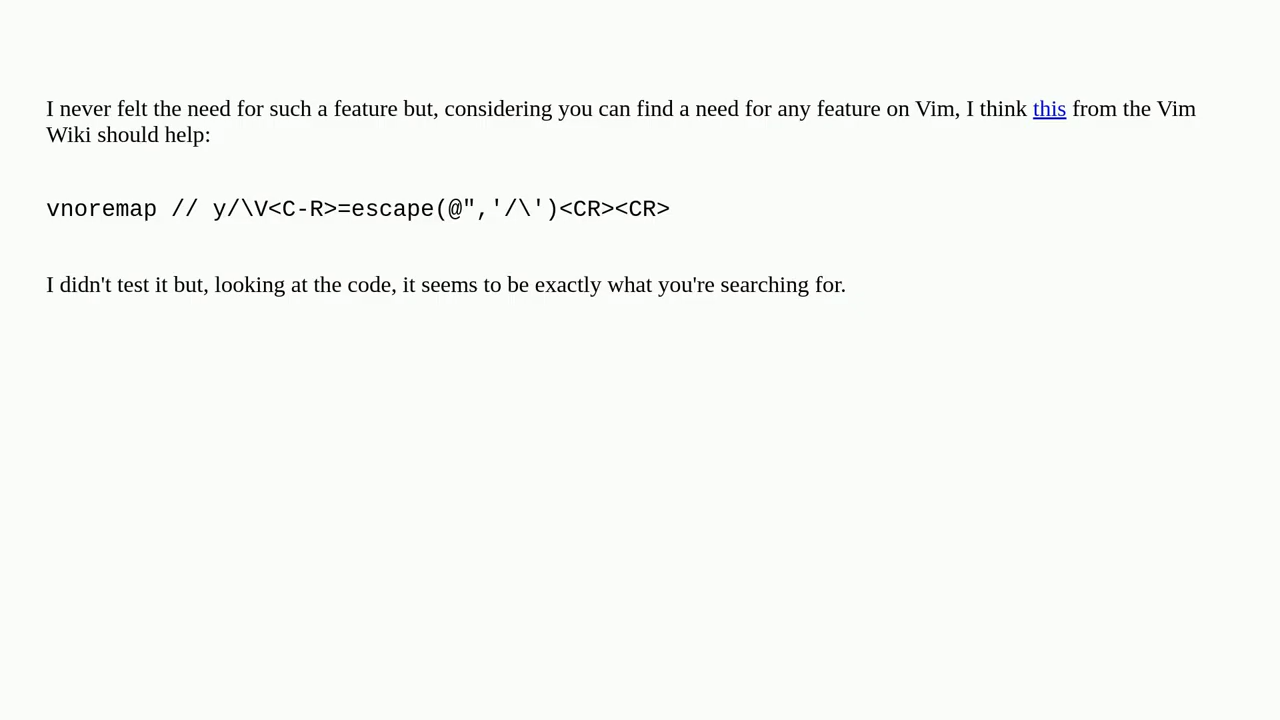 I never felt the need for such a feature but, considering you can find a need for any feature on Vim, I think this from the Vim
Wiki should help:
vnoremap // y/\V<C-R>=escape(@",'/\')<CR><CR>
I didn't test it but, looking at the code, it seems to be exactly what you're searching for.